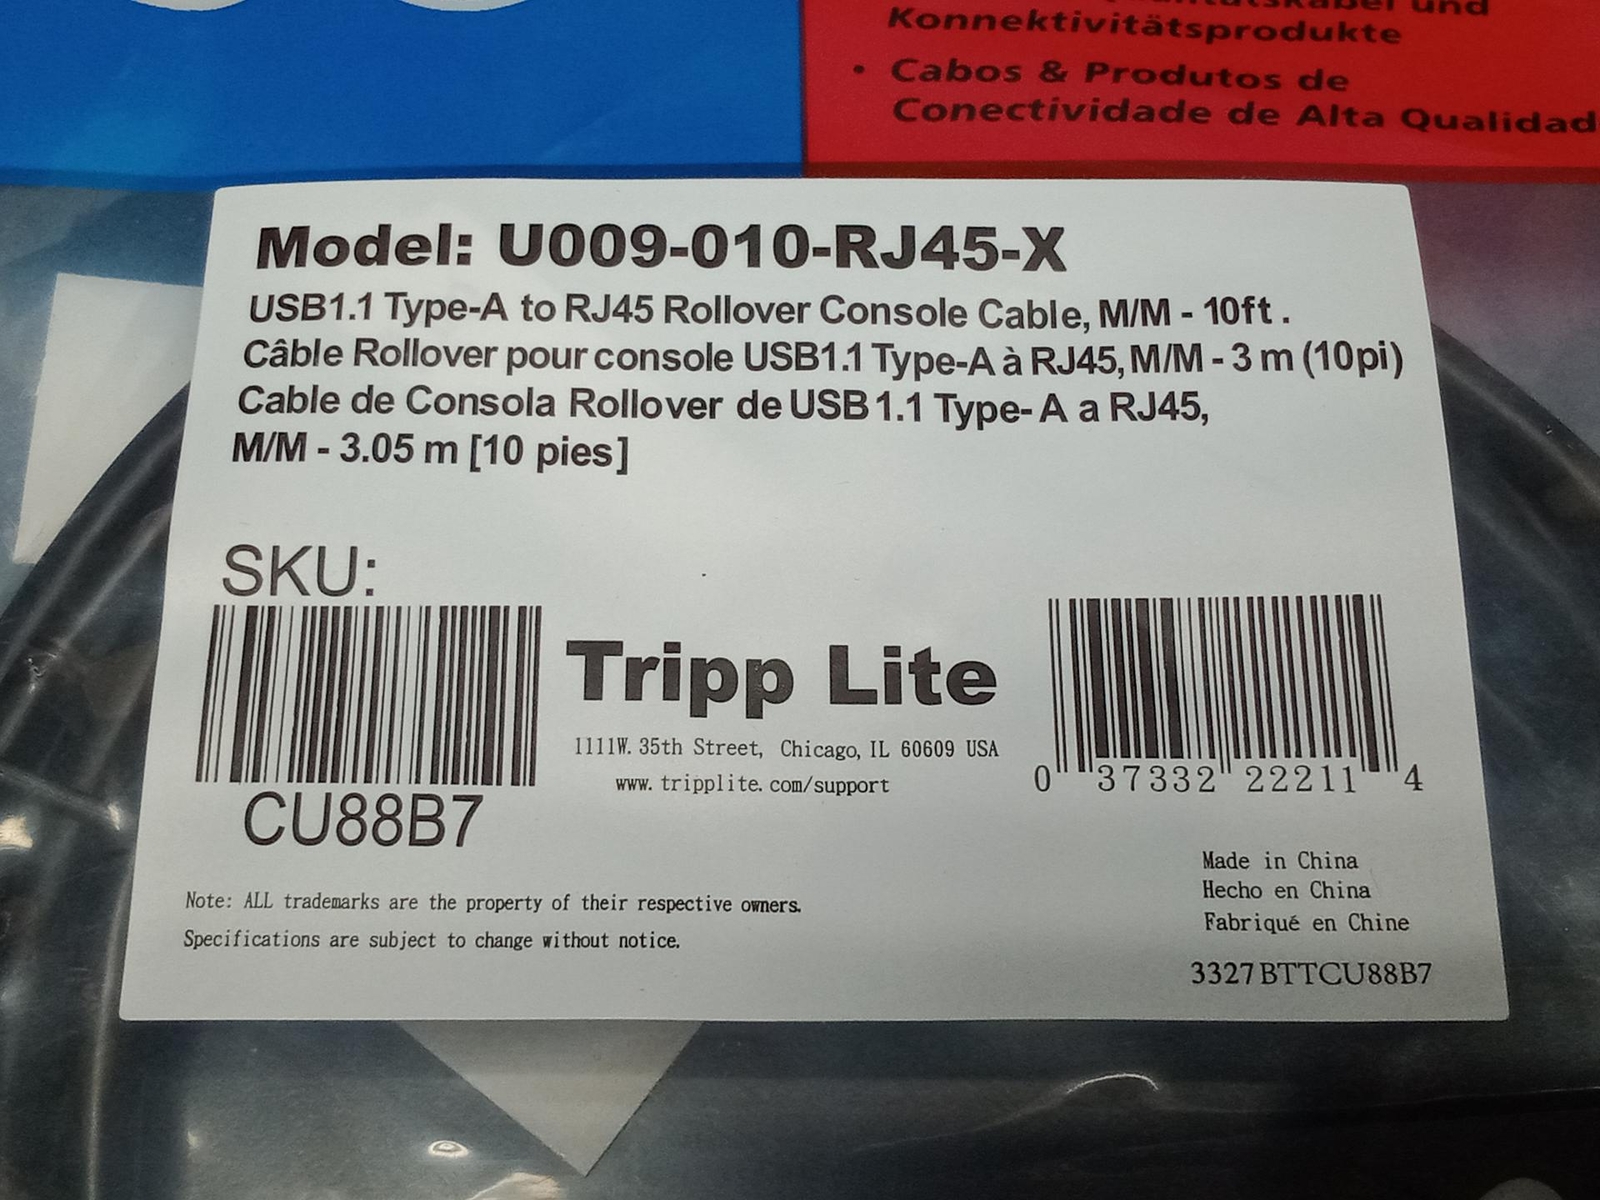 und
Konnektivitätsprodukte
• Cabos & Produtos de
Conectividade de Alta Qualidad
Model: U009-010-RJ45-X
USB1.1 Type-A to RJ45 Rollover Console Cable, M/M - 10ft .
Câble Rollover pour console USB1.1 Type-A à RJ45, M/M - 3 m (10pi)
Cable de Consola Rollover de USB 1.1 Type- A a RJ45,
M/M - 3.05 m [10 pies]
SKU:
CU88B7
Tripp Lite
1111W. 35th Street, Chicago, IL 60609 USA
www. tripplite. com/support
0 37332 22211 4
Note: ALL trademarks are the property of their respective owners.
Specifications are subject to change without notice.
Made in China
Hecho en China
Fabriqué en Chine
3327BTTCU88B7